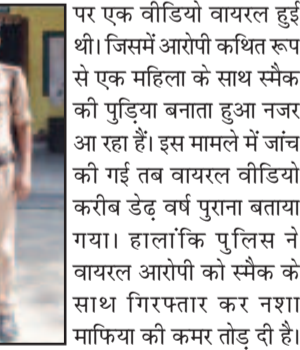 पर एक वीडियो वायरल हुई
थी। जिसमें आरोपी कथित रूप
से एक महिला के साथ स्मैक
की पुड़िया बनाता हुआ नजर
आ रहा हैं। इस मामले में जांच
की गई तब वायरल वीडियो
करीब डेढ़ वर्ष पुराना बताया
गया। हालांकि पुलिस ने
वायरल आरोपी को स्मैक के
साथ गिरफ्तार कर नशा
माफिया की कमर तोड़ दी है।